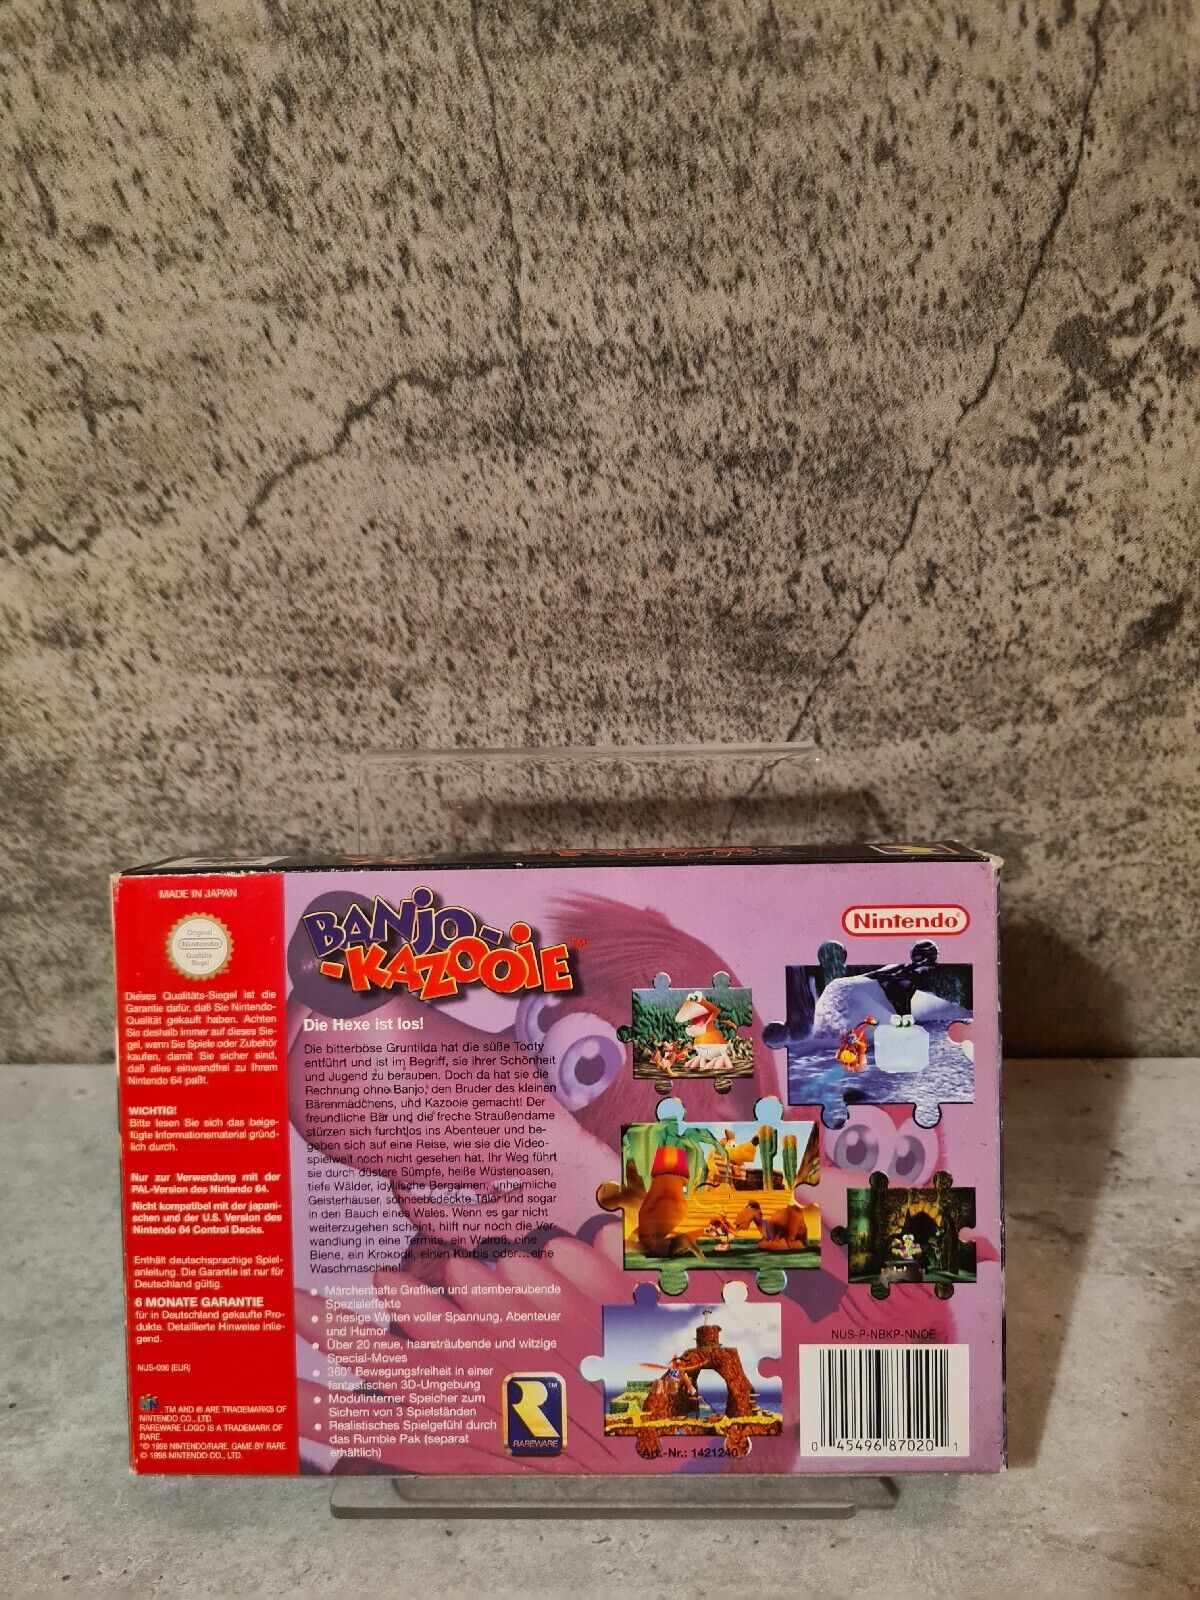 MADE IN JAPAN
Original
Nintendo
Qualitäts-
Siegel
Dieses Qualitäts-Siegel ist die
Garantie dafür, daß Sie Nintendo-
Qualität gekauft haben. Achten
Sie deshalb immer auf dieses Sie-
gel, wenn Sie Spiele oder Zubehör
kaufen, damit Sie sicher sind,
daß alles einwandfrei zu Ihrem
Nintendo 64 paßt.
WICHTIG!
Bitte lesen Sie sich das beige-
fügte Informationsmaterial gründ-
lich durch.
Nur zur Verwendung mit der
PAL-Version des Nintendo 64.
Nicht kompatibel mit der japani-
schen und der U.S. Version des
Nintendo 64 Control Decks.
Enthält deutschsprachige Spiel-
anleitung. Die Garantie ist nur für
Deutschland gültig.
6 MONATE GARANTIE
für in Deutschland gekaufte Pro-
dukte. Detaillierte Hinweise inlie-
gend.
NUS-006 (EUR)
TM AND ® ARE TRADEMARKS OF
NINTENDO CO., LTD.
RAREWARE LOGO IS A TRADEMARK OF
RARE.
© 1998 NINTENDO/RARE. GAME BY RARE.
© 1998 NINTENDO CO., LTD.
BANJO-
-KAZOOIE™
Die Hexe ist los!
Die bitterböse Gruntilda hat die süße Tooty
entführt und ist im Begriff, sie ihrer Schönheit
und Jugend zu berauben. Doch da hat sie die
Rechnung ohne Banjo, den Bruder des kleinen
Bärenmädchens, und Kazooie gemacht! Der
freundliche Bär und die freche Straußendame
stürzen sich furchtlos ins Abenteuer und be-
geben sich auf eine Reise, wie sie die Video-
spielwelt noch nicht gesehen hat. Ihr Weg führt
sie durch düstere Sümpfe, heiße Wüstenoasen,
tiefe Wälder, idyllische Bergalmen, unheimliche
Geisterhäuser, schneebedeckte Täler und sogar
in den Bauch eines Wales. Wenn es gar nicht
weiterzugehen scheint, hilft nur noch die Ver-
wandlung in eine Termite, ein Walroß, eine
Biene, ein Krokodil, einen Kürbis oder...eine
Waschmaschine!
• Märchenhafte Grafiken und atemberaubende
Spezialeffekte
• 9 riesige Welten voller Spannung, Abenteuer
und Humor
• Über 20 neue, haarsträubende und witzige
Special-Moves
• 360° Bewegungsfreiheit in einer
fantastischen 3D-Umgebung
• Modulinterner Speicher zum
Sichern von 3 Spielständen
• Realistisches Spielgefühl durch
das Rumble Pak (separat
erhältlich)
R™
RAREWARE
Nintendo®
NUS-P-NBKP-NNOE
0 45496 87020 1
Art.-Nr.: 1421240